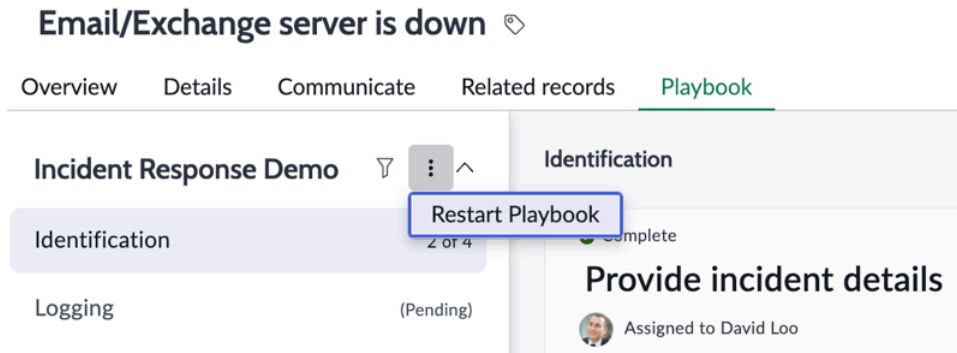 Email/Exchange server is down
Overview Details Communicate Related records Playbook
Incident Response Demo
Restart Playbook
Identification 2 of 4
Logging (Pending)
Identification
Complete
Provide incident details
Assigned to David Loo